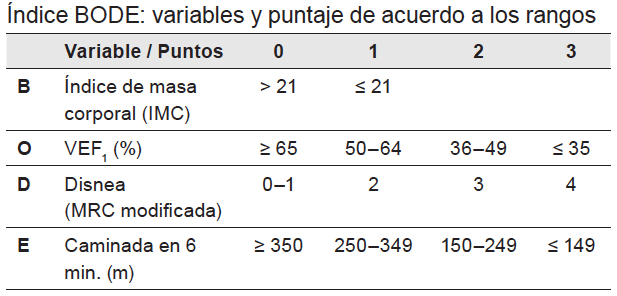 Índice BODE: variables y puntaje de acuerdo a los rangos
Variable / Puntos 0 1 2 3
B Índice de masa > 21 ≤ 21
corporal (IMC)
O VEF1 (%) ≥ 65 50–64 36–49 ≤ 35
D Disnea 0–1 2 3 4
(MRC modificada)
E Caminada en 6 ≥ 350 250–349 150–249 ≤ 149
min. (m)